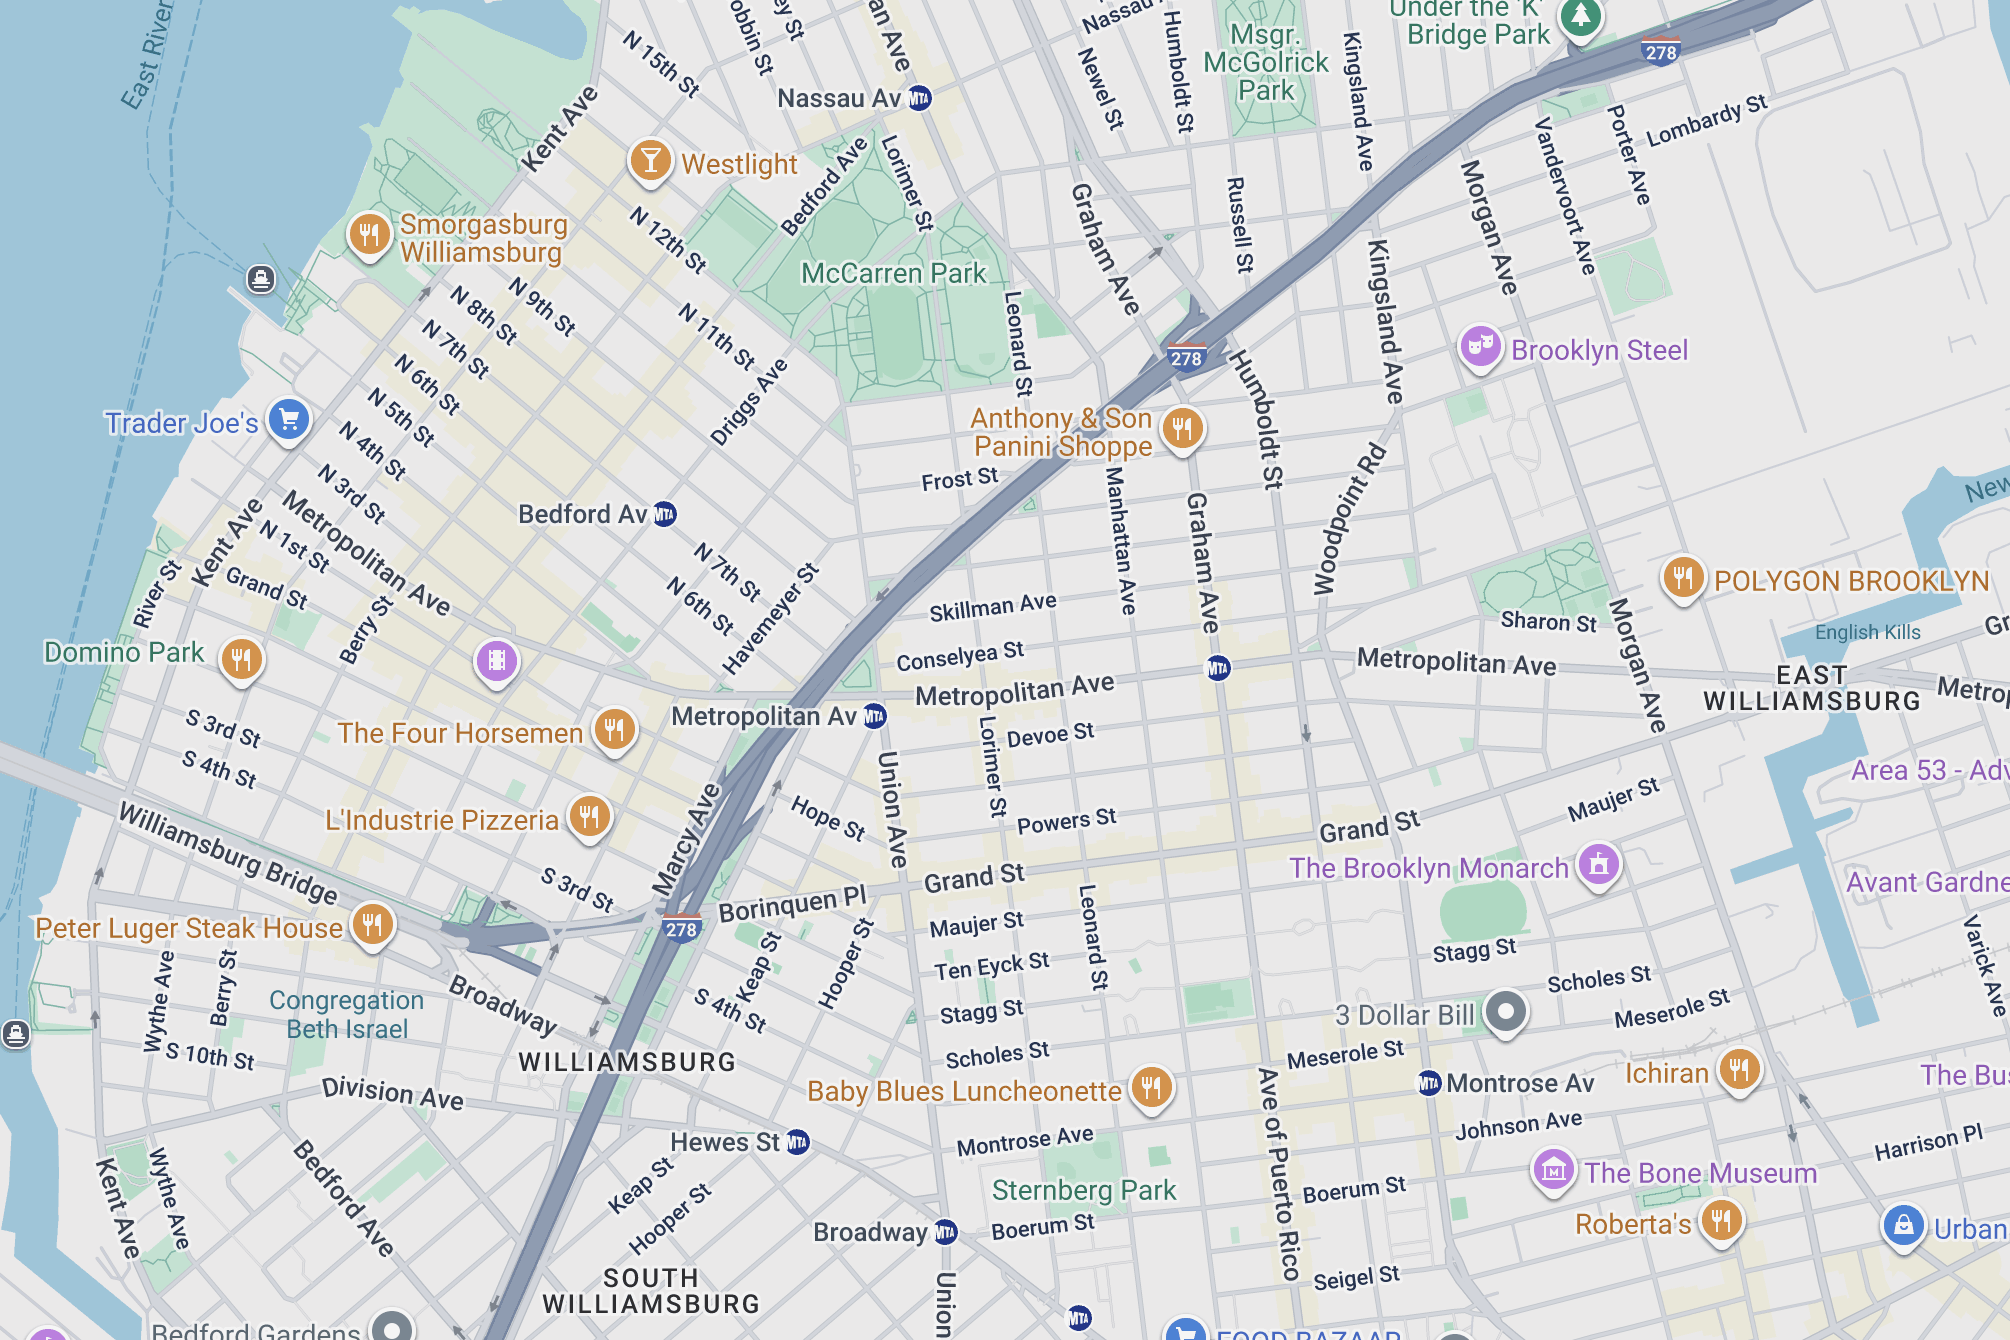 Under the 'K'
Bridge Park
278
East River
N 15th St
Nassau
Newel St
Humboldt St
Msgr.
McGolrick
Park
Kingsland Ave
Nassau Av
MTA
Kent Ave
Westlight
Bedford Ave
Lorimer St
Porter Ave
Lombardy St
Vandervoort Ave
Morgan Ave
Smorgasburg
Williamsburg
N 12th St
McCarren Park
Graham Ave
Russell St
Kingsland Ave
N 9th St
N 8th St
N 7th St
N 11th St
Leonard St
N 6th St
N 5th St
Driggs Ave
278
Humboldt St
Brooklyn Steel
Trader Joe's
N 4th St
N 3rd St
Anthony & Son
Panini Shoppe
Frost St
Manhattan Ave
Graham Ave
Woodpoint Rd
Metropolitan Ave
Kent Ave
N 1st St
Grand St
Bedford Av
MTA
N 7th St
N 6th St
Havemeyer St
River St
Berry St
Skillman Ave
Conselyea St
Sharon St
Morgan Ave
POLYGON BROOKLYN
English Kills
Domino Park
MTA
Metropolitan Ave
Metropolitan Ave
EAST
WILLIAMSBURG
S 3rd St
S 4th St
The Four Horsemen
Metropolitan Av
MTA
Lorimer St
Devoe St
Union Ave
Williamsburg Bridge
L'Industrie Pizzeria
Marcy Ave
Hope St
Powers St
Grand St
Maujer St
The Brooklyn Monarch
S 3rd St
Borinquen Pl
Grand St
Leonard St
Peter Luger Steak House
278
Maujer St
Ten Eyck St
Stagg St
Stagg St
Scholes St
Meserole St
Varick Ave
Wythe Ave
Berry St
Congregation
Beth Israel
Broadway
S 4th St
Keap St
Hooper St
Scholes St
3 Dollar Bill
S 10th St
WILLIAMSBURG
Meserole St
Ichiran
Division Ave
Baby Blues Luncheonette
MTA
Montrose Av
Johnson Ave
Harrison Pl
Hewes St
MTA
Montrose Ave
Ave of Puerto Rico
Kent Ave
Wythe Ave
Bedford Ave
Keap St
Hooper St
Sternberg Park
Boerum St
Boerum St
The Bone Museum
Roberta's
Urban
Broadway
MTA
Seigel St
SOUTH
WILLIAMSBURG
Union
MTA
Bedford Gardens
FOOD BAZAAR